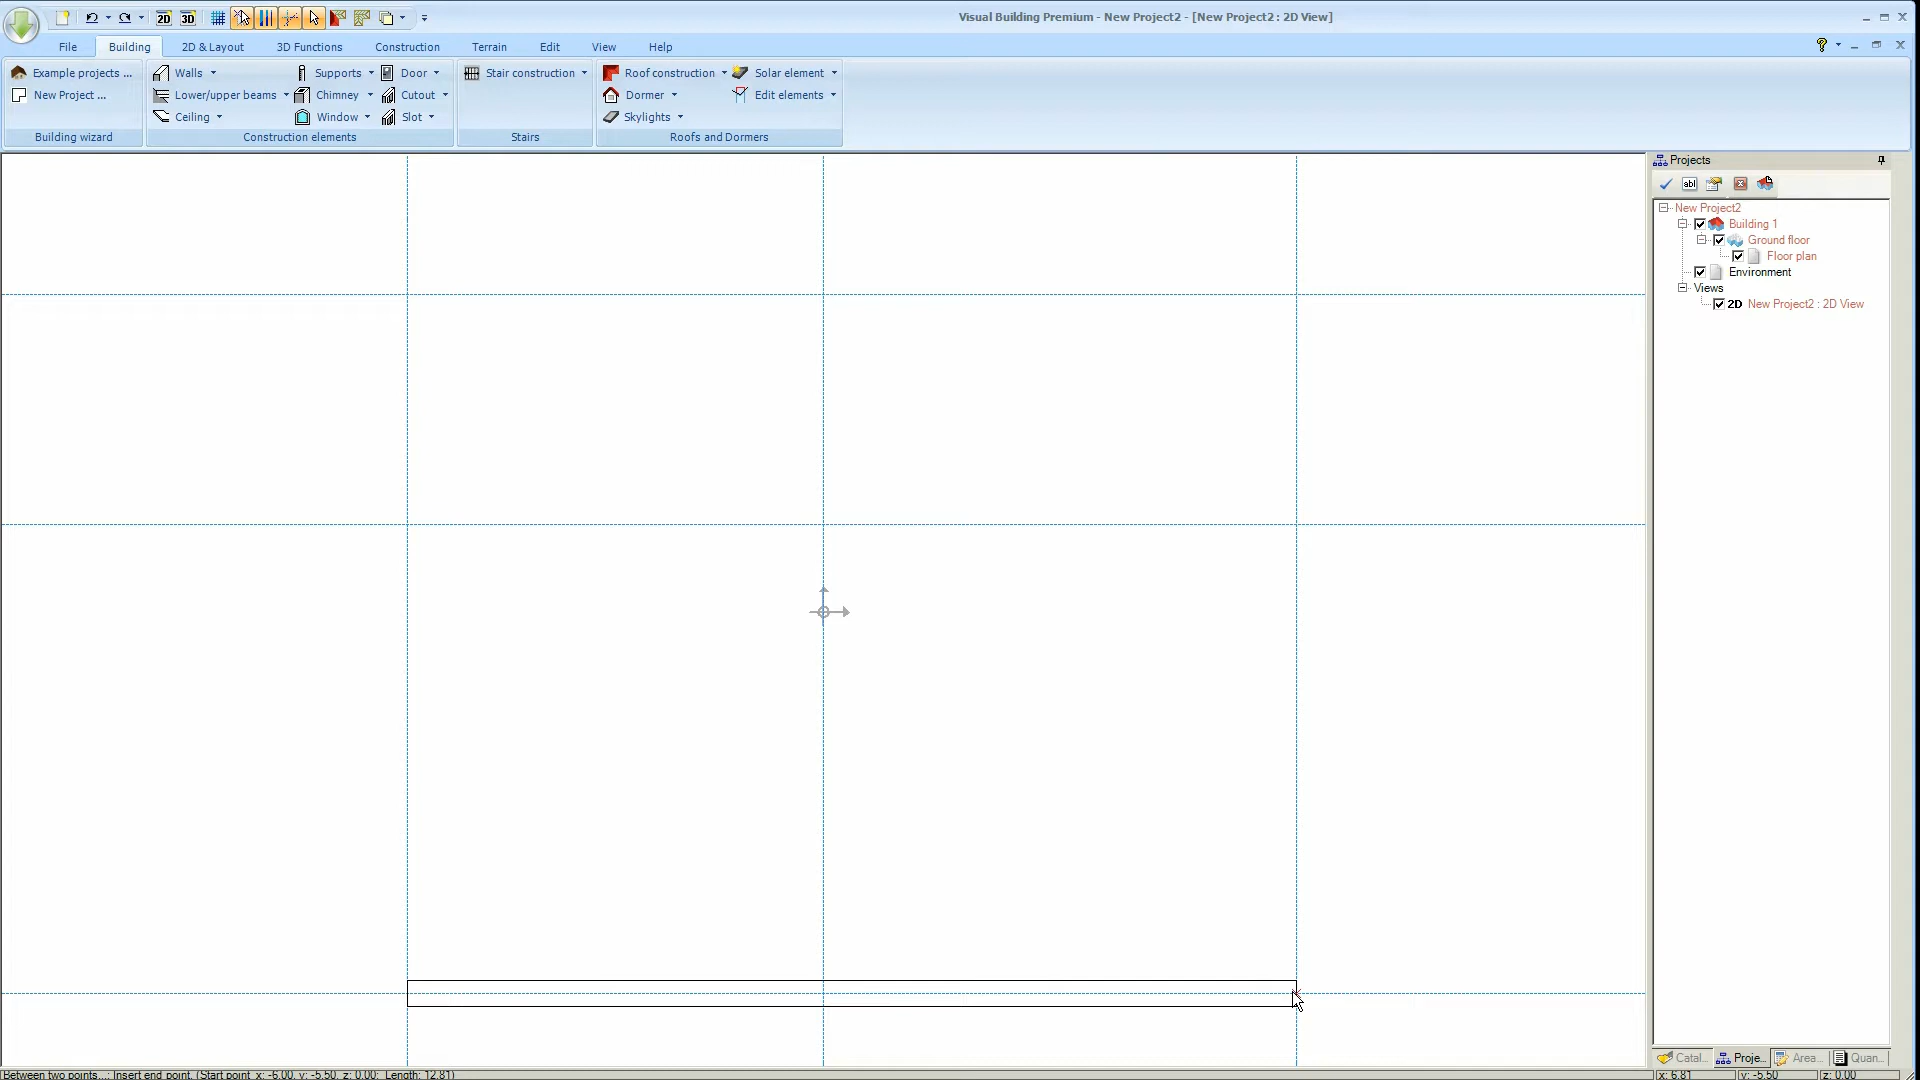 2D 3D Visual Building Premium - New Project2 - [New Project2 : 2D View]
File Building 2D & Layout 3D Functions Construction Terrain Edit View Help
Example projects ... Walls Supports Door Stair construction Roof construction Solar element
New Project ... Lower/upper beams Chimney Cutout Dormer Edit elements
Ceiling Window Slot Skylights
Building wizard Construction elements Stairs Roofs and Dormers
Projects
abl
New Project2
Building 1
Ground floor
Floor plan
Environment
Views
2D New Project2 : 2D View
Catal... Proje... Area... Quan...
Between two points...: Insert end point. (Start point x: -6.00, y: -5.50, z: 0.00; Length: 12.81) x: 6.81 y: -5.50 z: 0.00